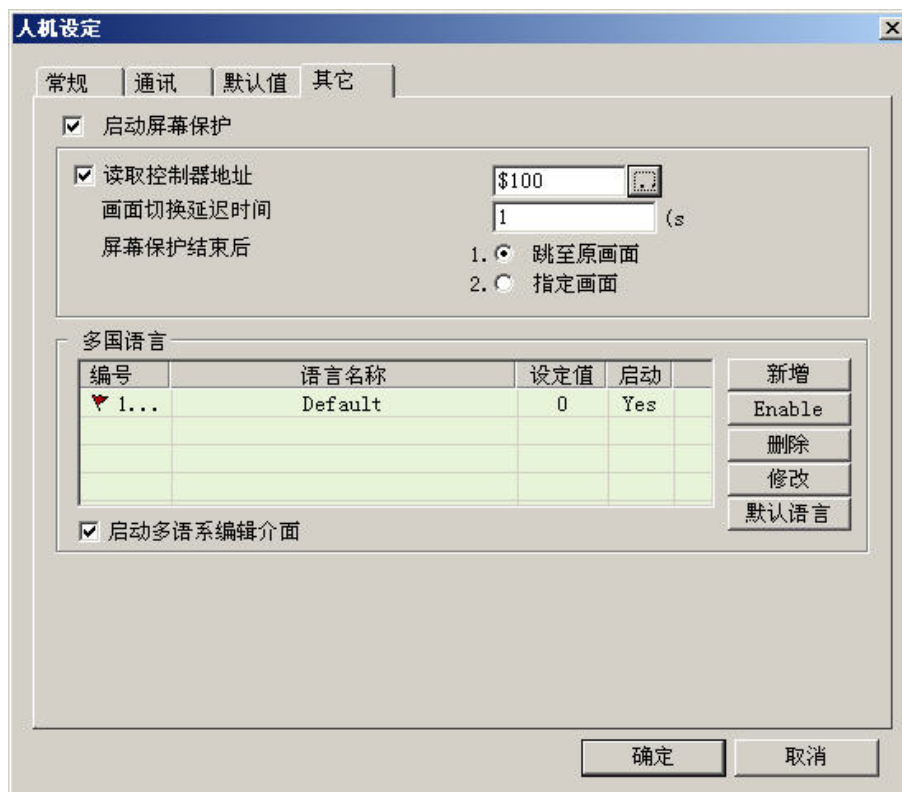 人机设定
常规 通讯 默认值 其它
启动屏幕保护
读取控制器地址 $100 ..
画面切换延迟时间 1 (s
屏幕保护结束后 1. 跳至原画面
2. 指定画面
多国语言
编号 语言名称 设定值 启动 新增
1... Default 0 Yes Enable
删除
修改
默认语言
启动多语系编辑介面
确定 取消